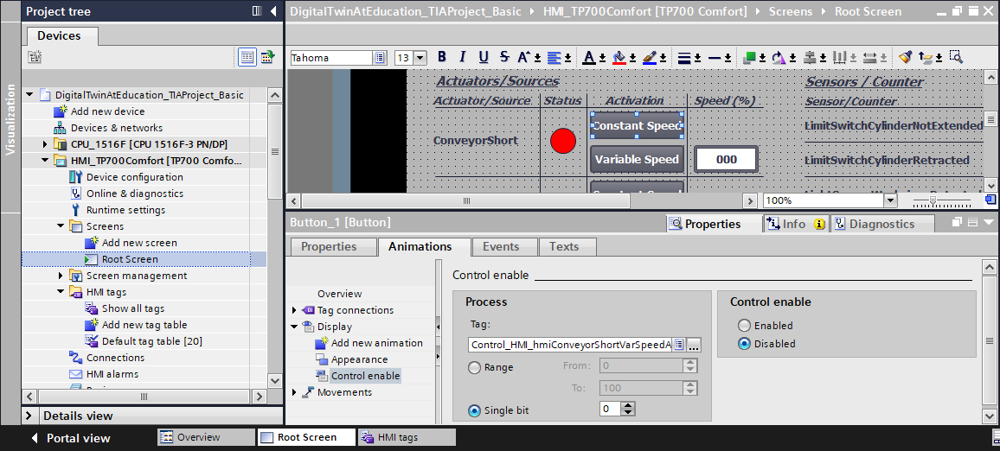 Project tree
DigitalTwinAtEducation_TIAProject_Basic HMI_TP700Comfort [TP700 Comfort] Screens Root Screen
Devices
Visualization
Tahoma 13 B I U S A A
DigitalTwinAtEducation_TIAProject_Basic
Add new device
Devices & networks
CPU_1516F [CPU 1516F-3 PN/DP]
HMI_TP700Comfort [TP700 Comfo...
Device configuration
Online & diagnostics
Runtime settings
Screens
Add new screen
Root Screen
Screen management
HMI tags
Show all tags
Add new tag table
Default tag table [20]
Connections
HMI alarms
Details view
Actuators/Sources
Sensors / Counter
Actuator/Source Status Activation Speed (%)
Sensor/Counter
Constant Speed
LimitSwitchCylinderNotExtended
ConveyorShort
Variable Speed 000
LimitSwitchCylinderRetracted
100%
Button_1 [Button]
Properties Info Diagnostics
Properties Animations Events Texts
Overview
Tag connections
Display
Add new animation
Appearance
Control enable
Movements
Control enable
Process
Tag:
Control_HMI_hmiConveyorShortVarSpeedA ...
Range From: 0
To: 100
Single bit 0
Control enable
Enabled
Disabled
Portal view Overview Root Screen HMI tags